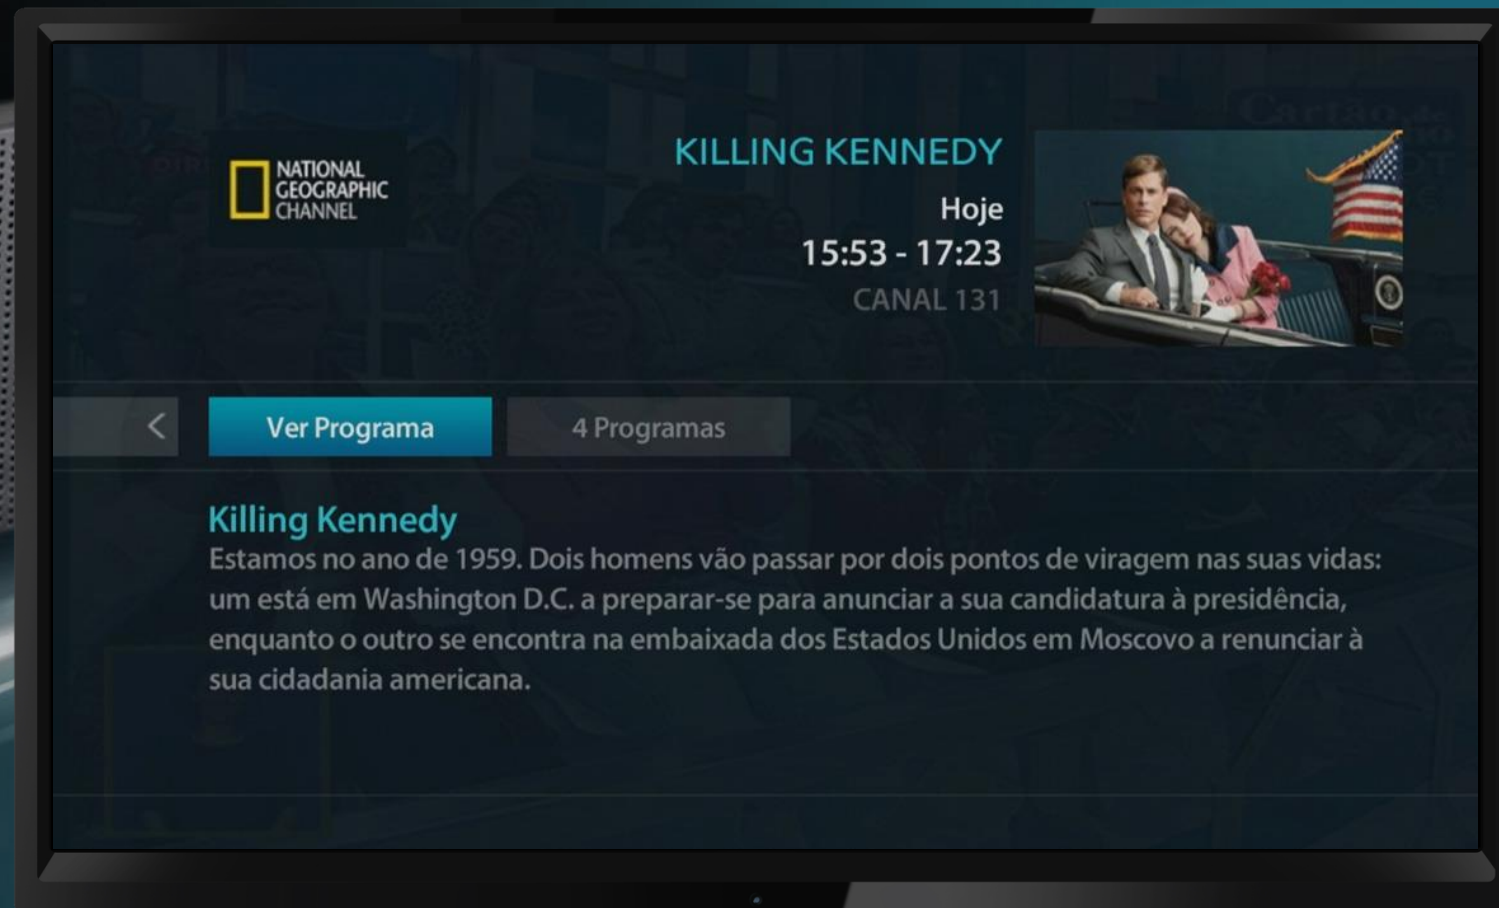 NATIONAL
GEOGRAPHIC
CHANNEL
KILLING KENNEDY
Hoje
15:53 - 17:23
CANAL 131
Cartão de
<
Ver Programa
4 Programas
Killing Kennedy
Estamos no ano de 1959. Dois homens vão passar por dois pontos de viragem nas suas vidas:
um está em Washington D.C. a preparar-se para anunciar a sua candidatura à presidência,
enquanto o outro se encontra na embaixada dos Estados Unidos em Moscovo a renunciar à
sua cidadania americana.